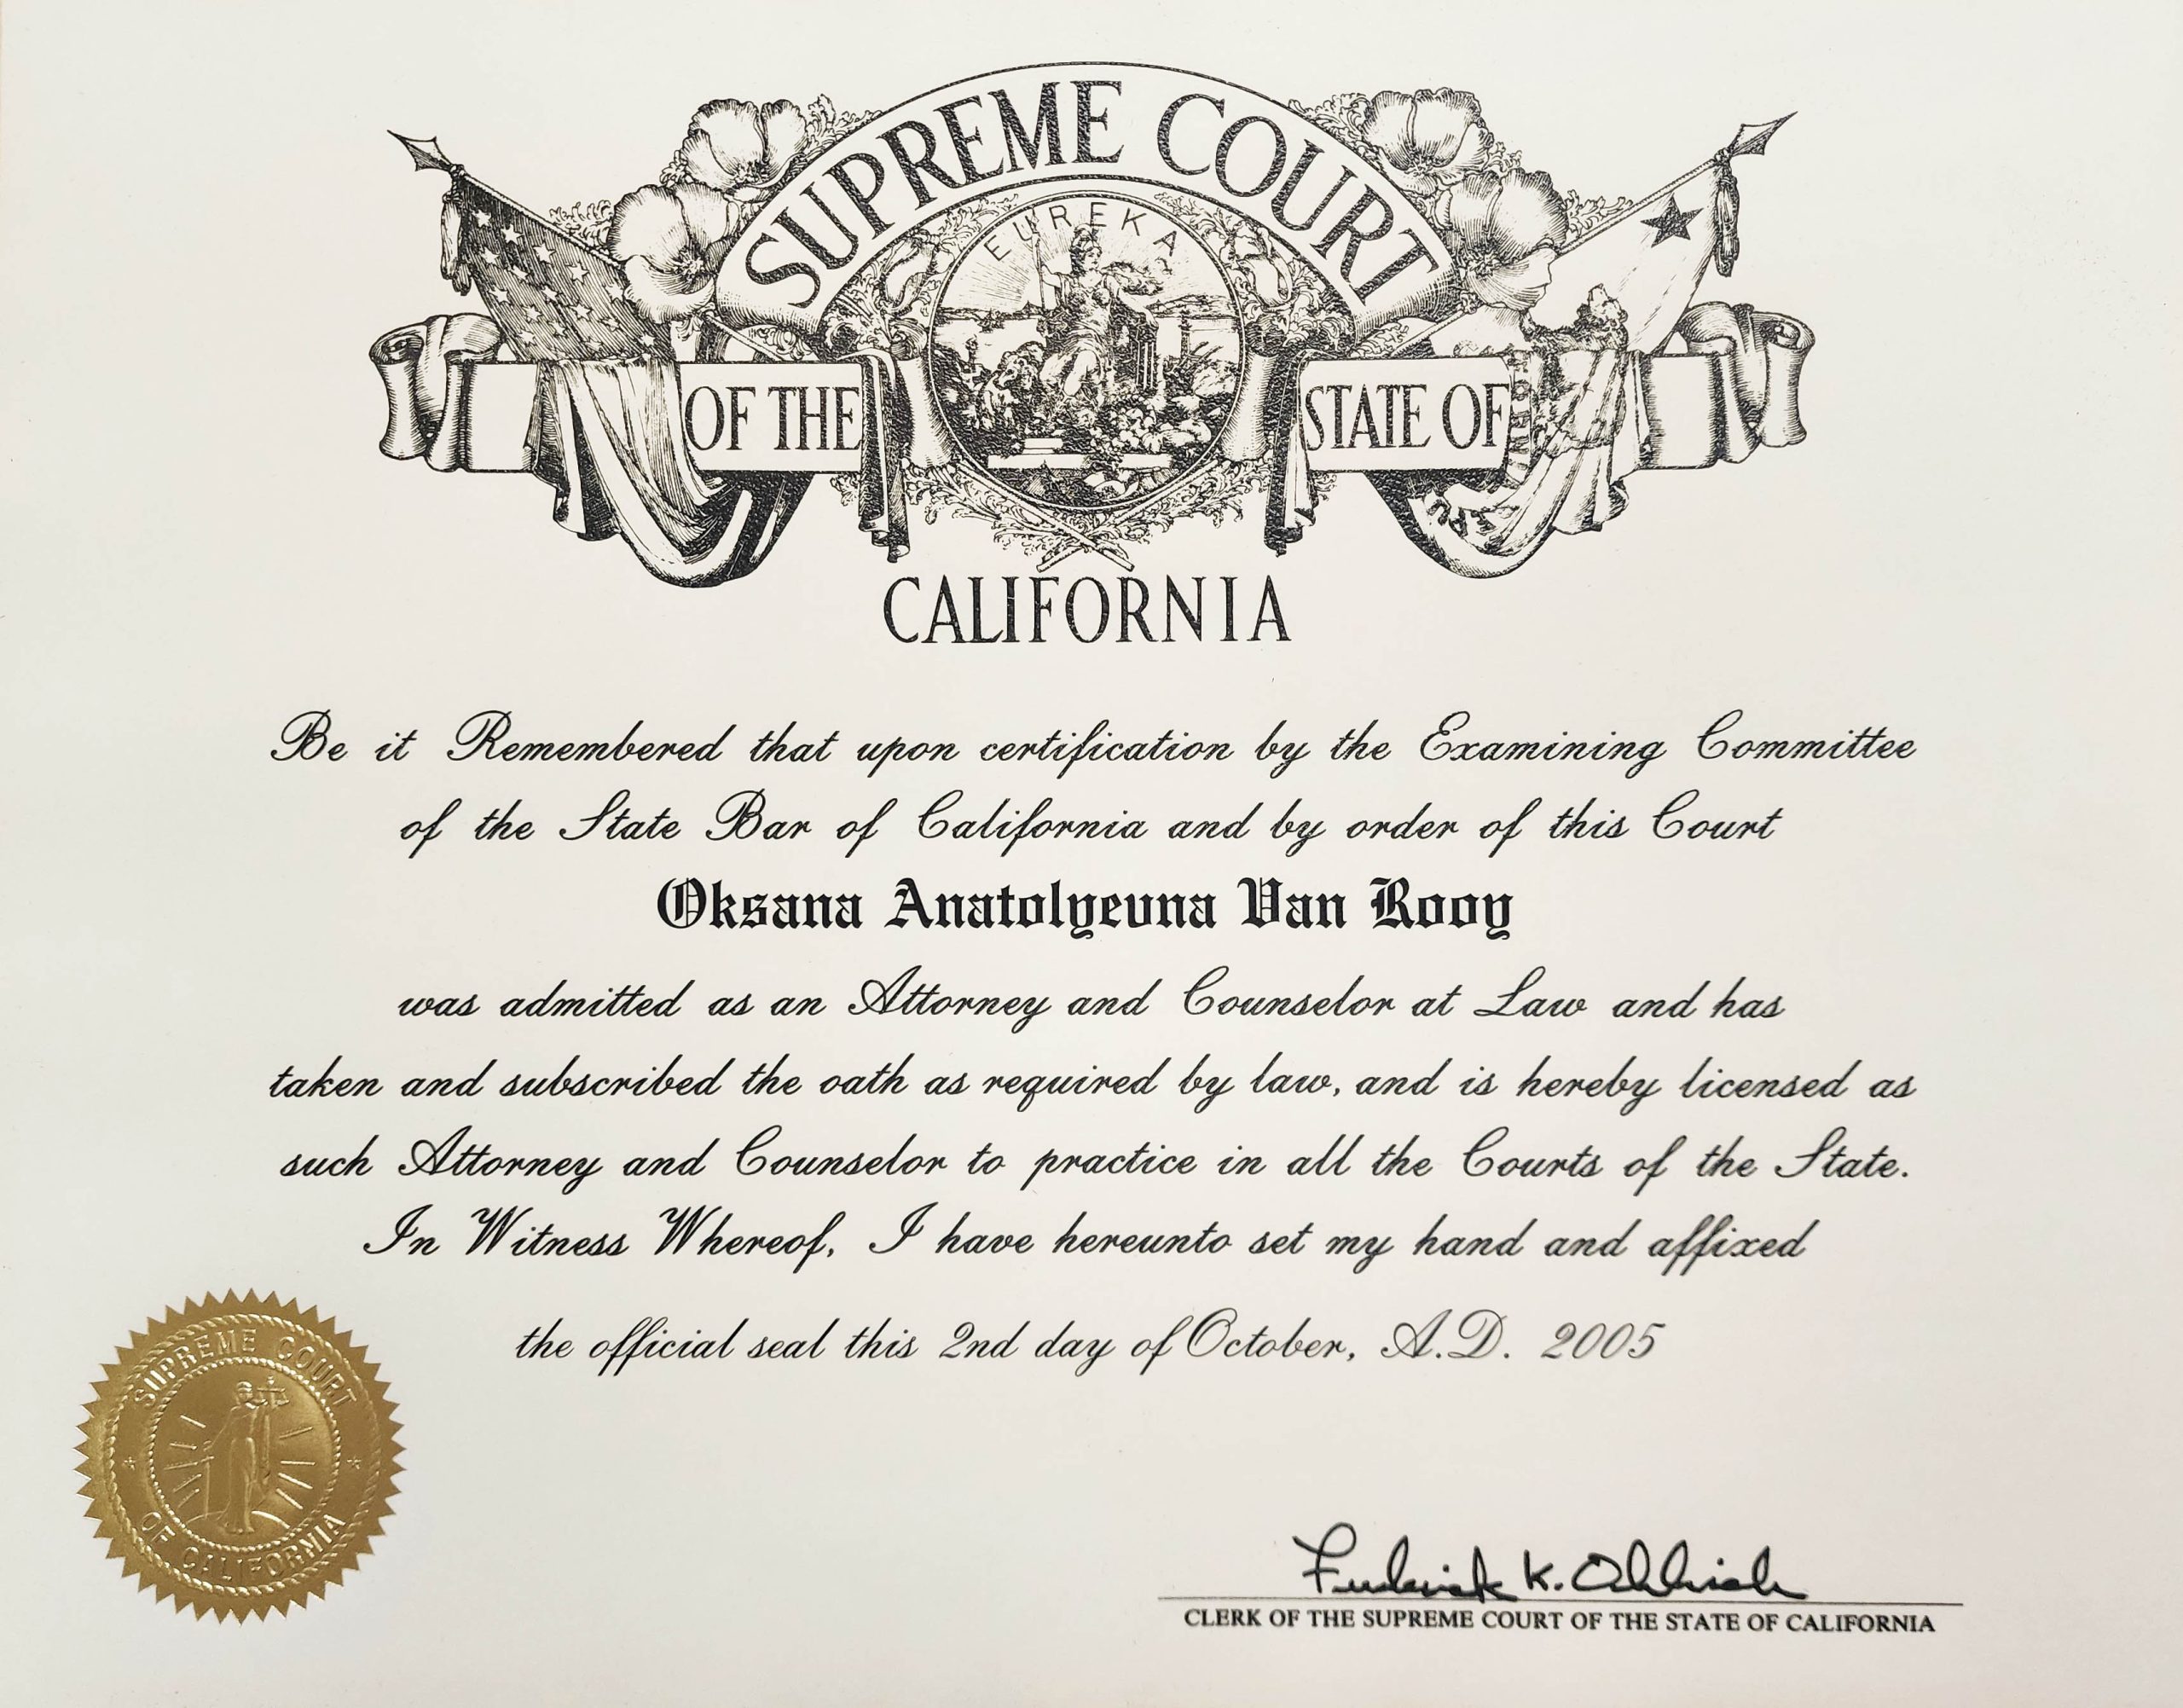 SUPREME COURT
EUREKA
OF THE STATE OF
CALIFORNIA
Be it Remembered that upon certification by the Examining Committee
of the State Bar of California and by order of this Court
Oksana Anatolyevna Van Rooy
was admitted as an Attorney and Counselor at Law and has
taken and subscribed the oath as required by law, and is hereby licensed as
such Attorney and Counselor to practice in all the Courts of the State.
In Witness Whereof, I have hereunto set my hand and affixed
the official seal this 2nd day of October, A.D. 2005
SUPREME COURT
OF CALIFORNIA
Frederick K. Ohlrich
CLERK OF THE SUPREME COURT OF THE STATE OF CALIFORNIA